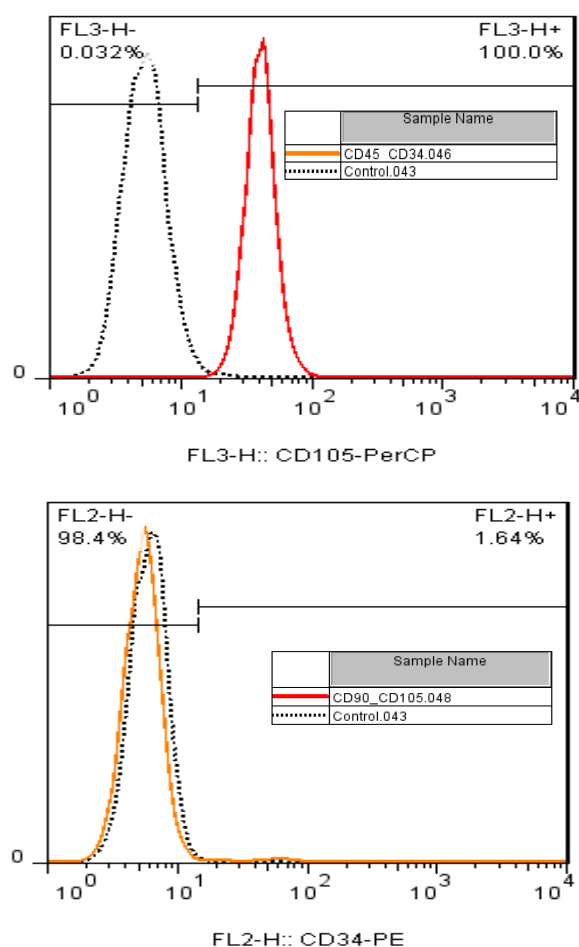 FL3-H- FL3-H+
0.032% 100.0%
Sample Name
CD45_CD34.046
Control.043
0
10^0 10^1 10^2 10^3 10^4
FL3-H:: CD105-PerCP
FL2-H- FL2-H+
98.4% 1.64%
Sample Name
CD90_CD105.048
Control.043
0
10^0 10^1 10^2 10^3 10^4
FL2-H:: CD34-PE